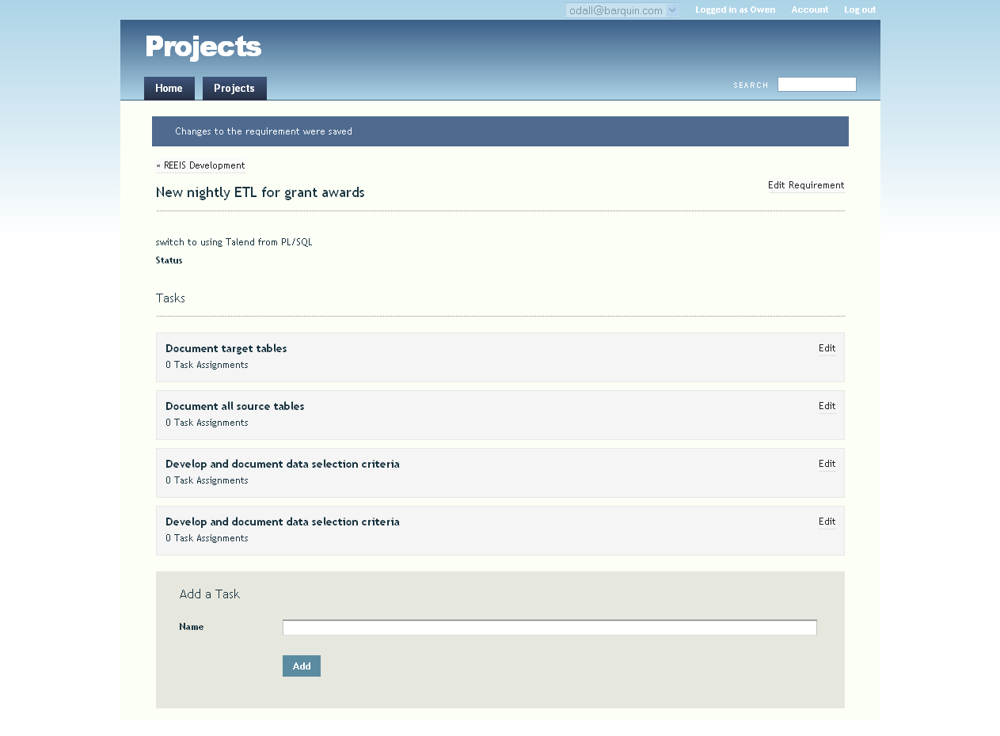 odall@barquin.com Logged in as Owen Account Log out
Projects
Home Projects SEARCH
Changes to the requirement were saved
« REEIS Development
New nightly ETL for grant awards Edit Requirement
switch to using Talend from PL/SQL
Status
Tasks
Document target tables Edit
0 Task Assignments
Document all source tables Edit
0 Task Assignments
Develop and document data selection criteria Edit
0 Task Assignments
Develop and document data selection criteria Edit
0 Task Assignments
Add a Task
Name
Add